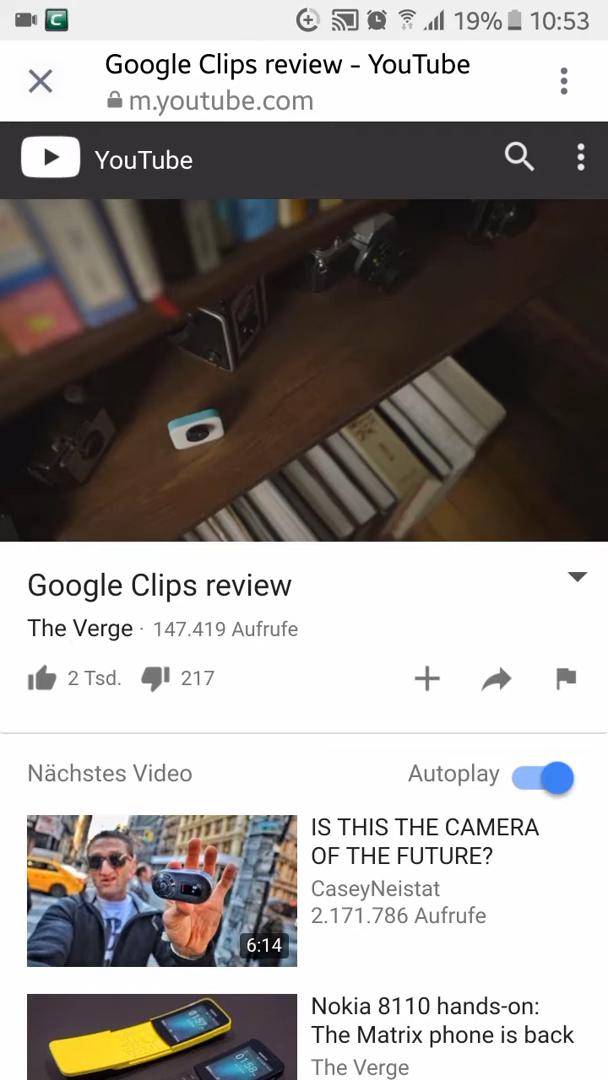 19% 10:53
Google Clips review - YouTube
m.youtube.com
YouTube
Google Clips review
The Verge · 147.419 Aufrufe
2 Tsd. 217
Nächstes Video Autoplay
IS THIS THE CAMERA
OF THE FUTURE?
CaseyNeistat
2.171.786 Aufrufe
6:14
Nokia 8110 hands-on:
The Matrix phone is back
The Verge